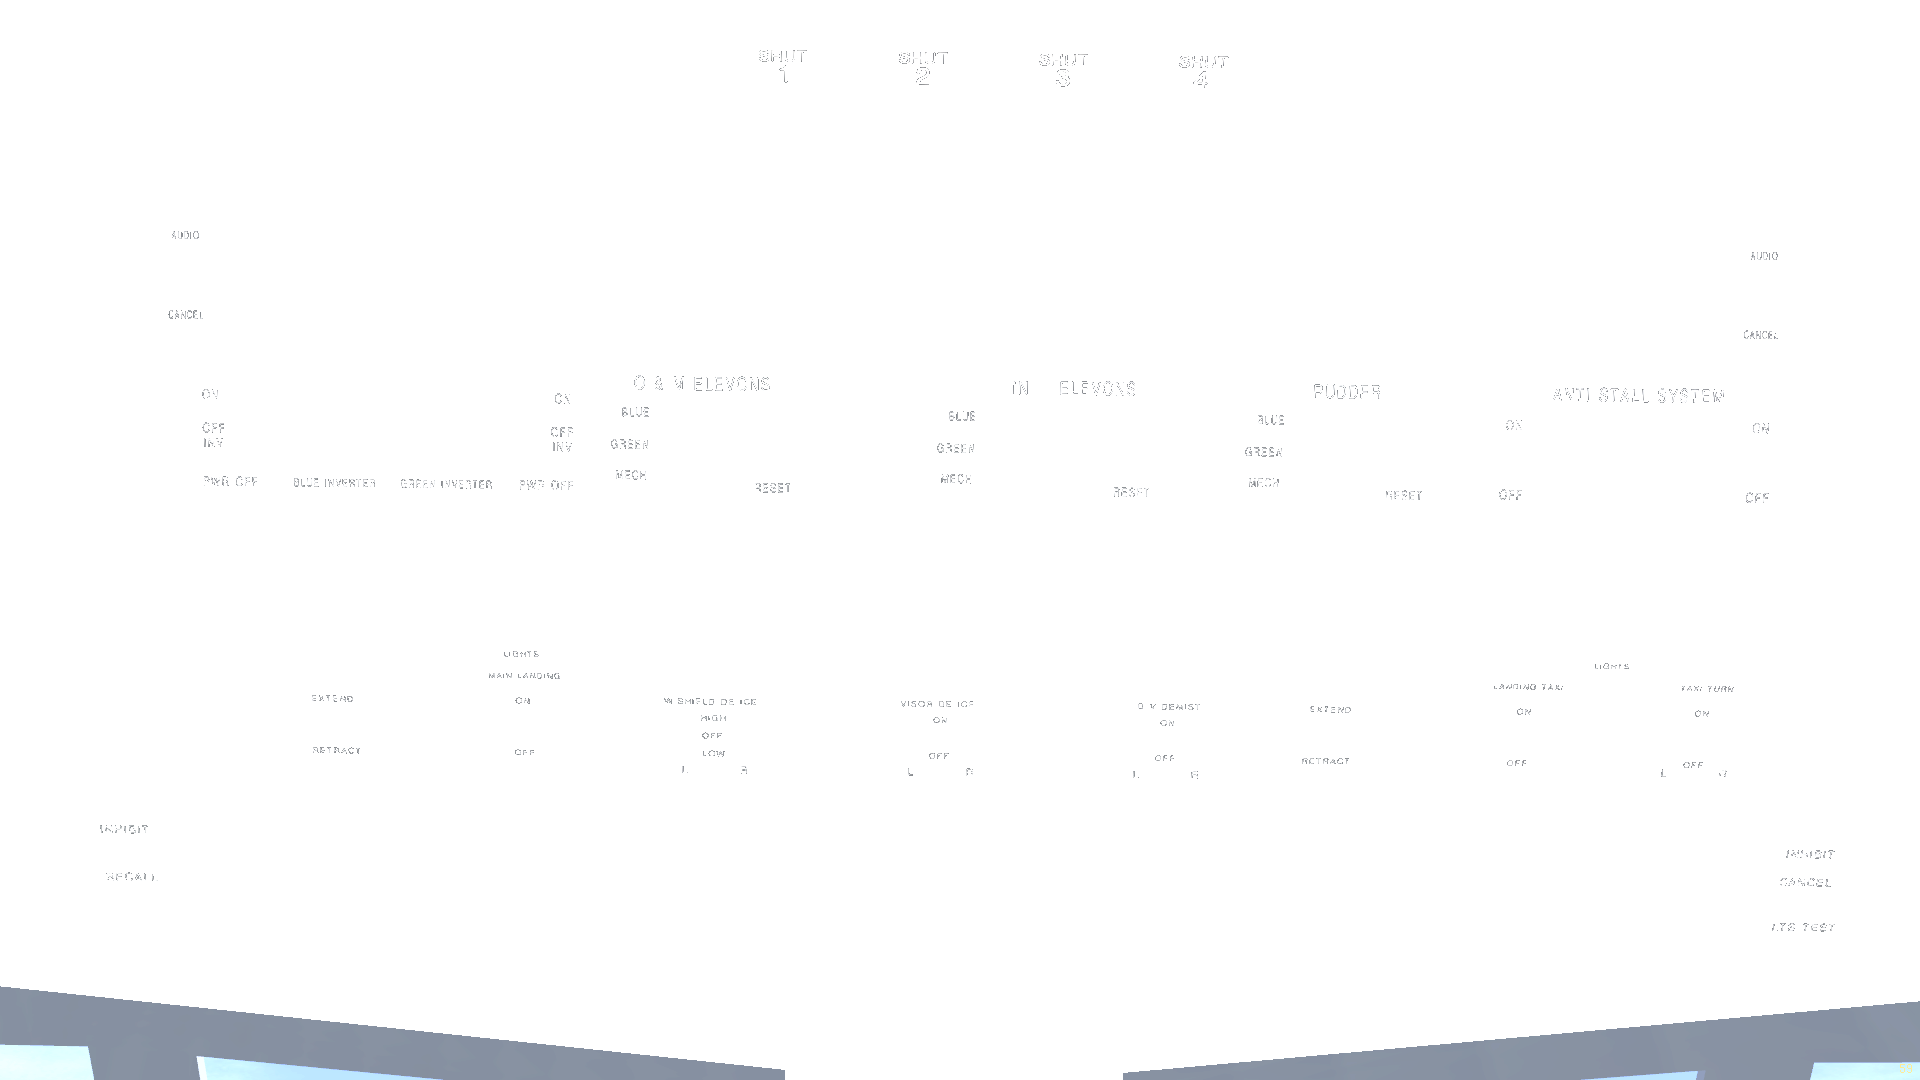 SHUT SHUT SHUT SHUT
1 2 3 4
AUDIO
AUDIO
CANCEL
CANCEL
O & M ELEVONS IN ELEVONS RUDDER ANTI STALL SYSTEM
ON ON BLUE BLUE BLUE ON ON
OFF OFF
INV INV GREEN GREEN GREEN
MECH MECH MECH
PWR OFF BLUE INVERTER GREEN INVERTER PWR OFF RESET RESET RESET OFF OFF
LIGHTS LIGHTS
MAIN LANDING LANDING TAXI TAXI TURN
EXTEND ON W SHIELD DE ICE VISOR DE ICE D V DEMIST EXTEND ON ON
HIGH ON ON
OFF
RETRACT OFF LOW OFF OFF RETRACT OFF OFF
L R L R L R L R
INHIBIT
INHIBIT
RECALL CANCEL
LTS TEST